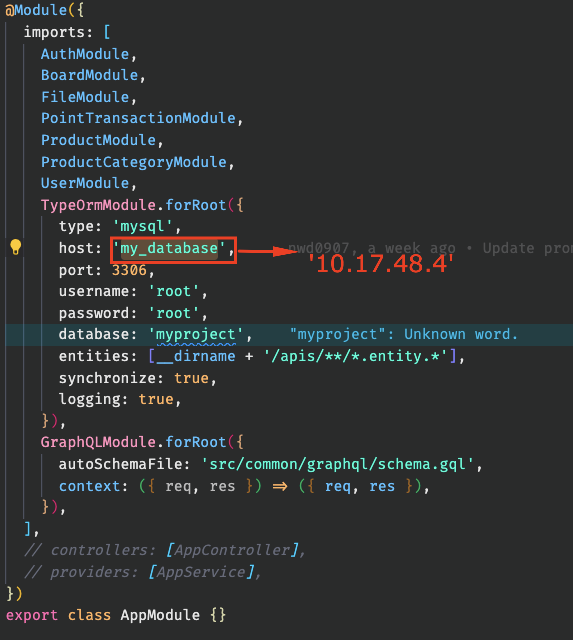 @Module({
  imports: [
    AuthModule,
    BoardModule,
    FileModule,
    PointTransactionModule,
    ProductModule,
    ProductCategoryModule,
    UserModule,
    TypeOrmModule.forRoot({
      type: 'mysql',
      host: 'my_database', nwd0907, a week ago • Update pro
'10.17.48.4'
      port: 3306,
      username: 'root',
      password: 'root',
      database: 'myproject', "myproject": Unknown word.
      entities: [__dirname + '/apis/**/*.entity.*'],
      synchronize: true,
      logging: true,
    }),
    GraphQLModule.forRoot({
      autoSchemaFile: 'src/common/graphql/schema.gql',
      context: ({ req, res }) => ({ req, res }),
    }),
  ],
  // controllers: [AppController],
  // providers: [AppService],
})
export class AppModule {}